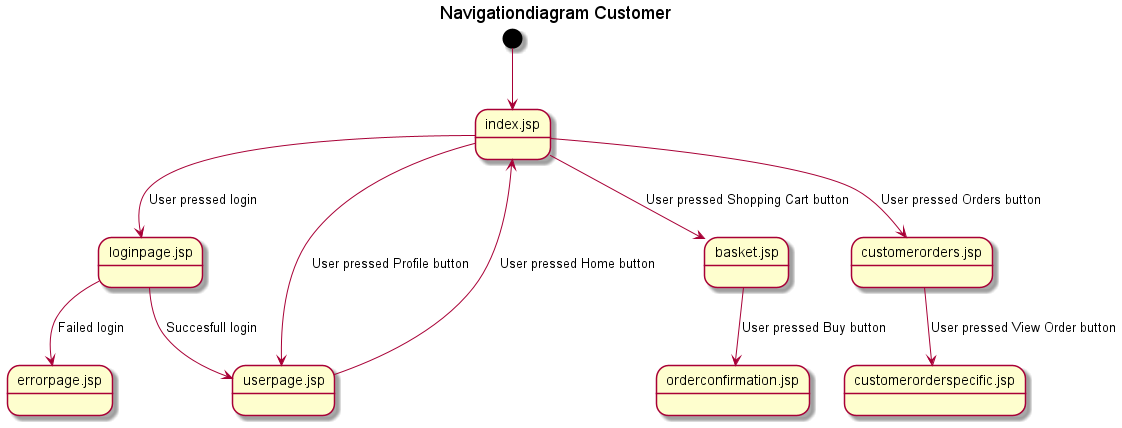 Navigationdiagram Customer
index.jsp
User pressed login
User pressed Shopping Cart button
User pressed Orders button
loginpage.jsp
User pressed Profile button
User pressed Home button
basket.jsp
customerorders.jsp
Failed login
Succesfull login
User pressed Buy button
User pressed View Order button
errorpage.jsp
userpage.jsp
orderconfirmation.jsp
customerorderspecific.jsp